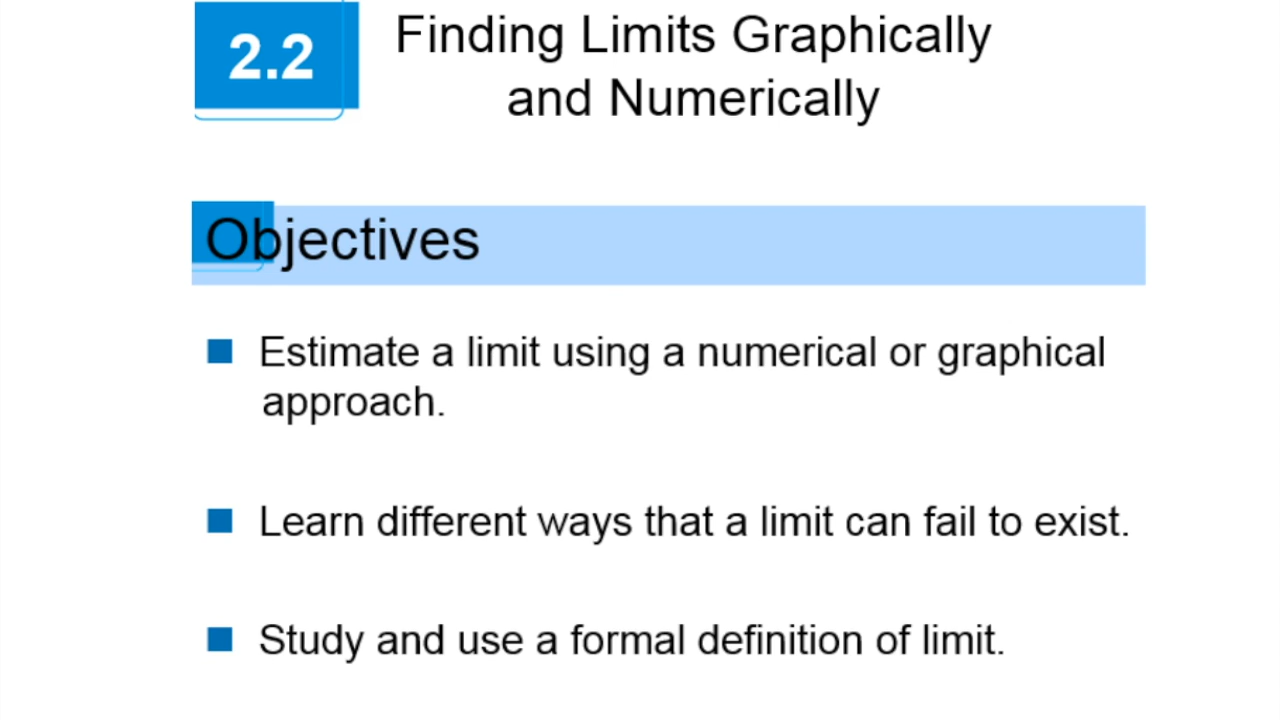 2.2
Finding Limits Graphically
and Numerically
Objectives
Estimate a limit using a numerical or graphical
approach.
Learn different ways that a limit can fail to exist.
Study and use a formal definition of limit.